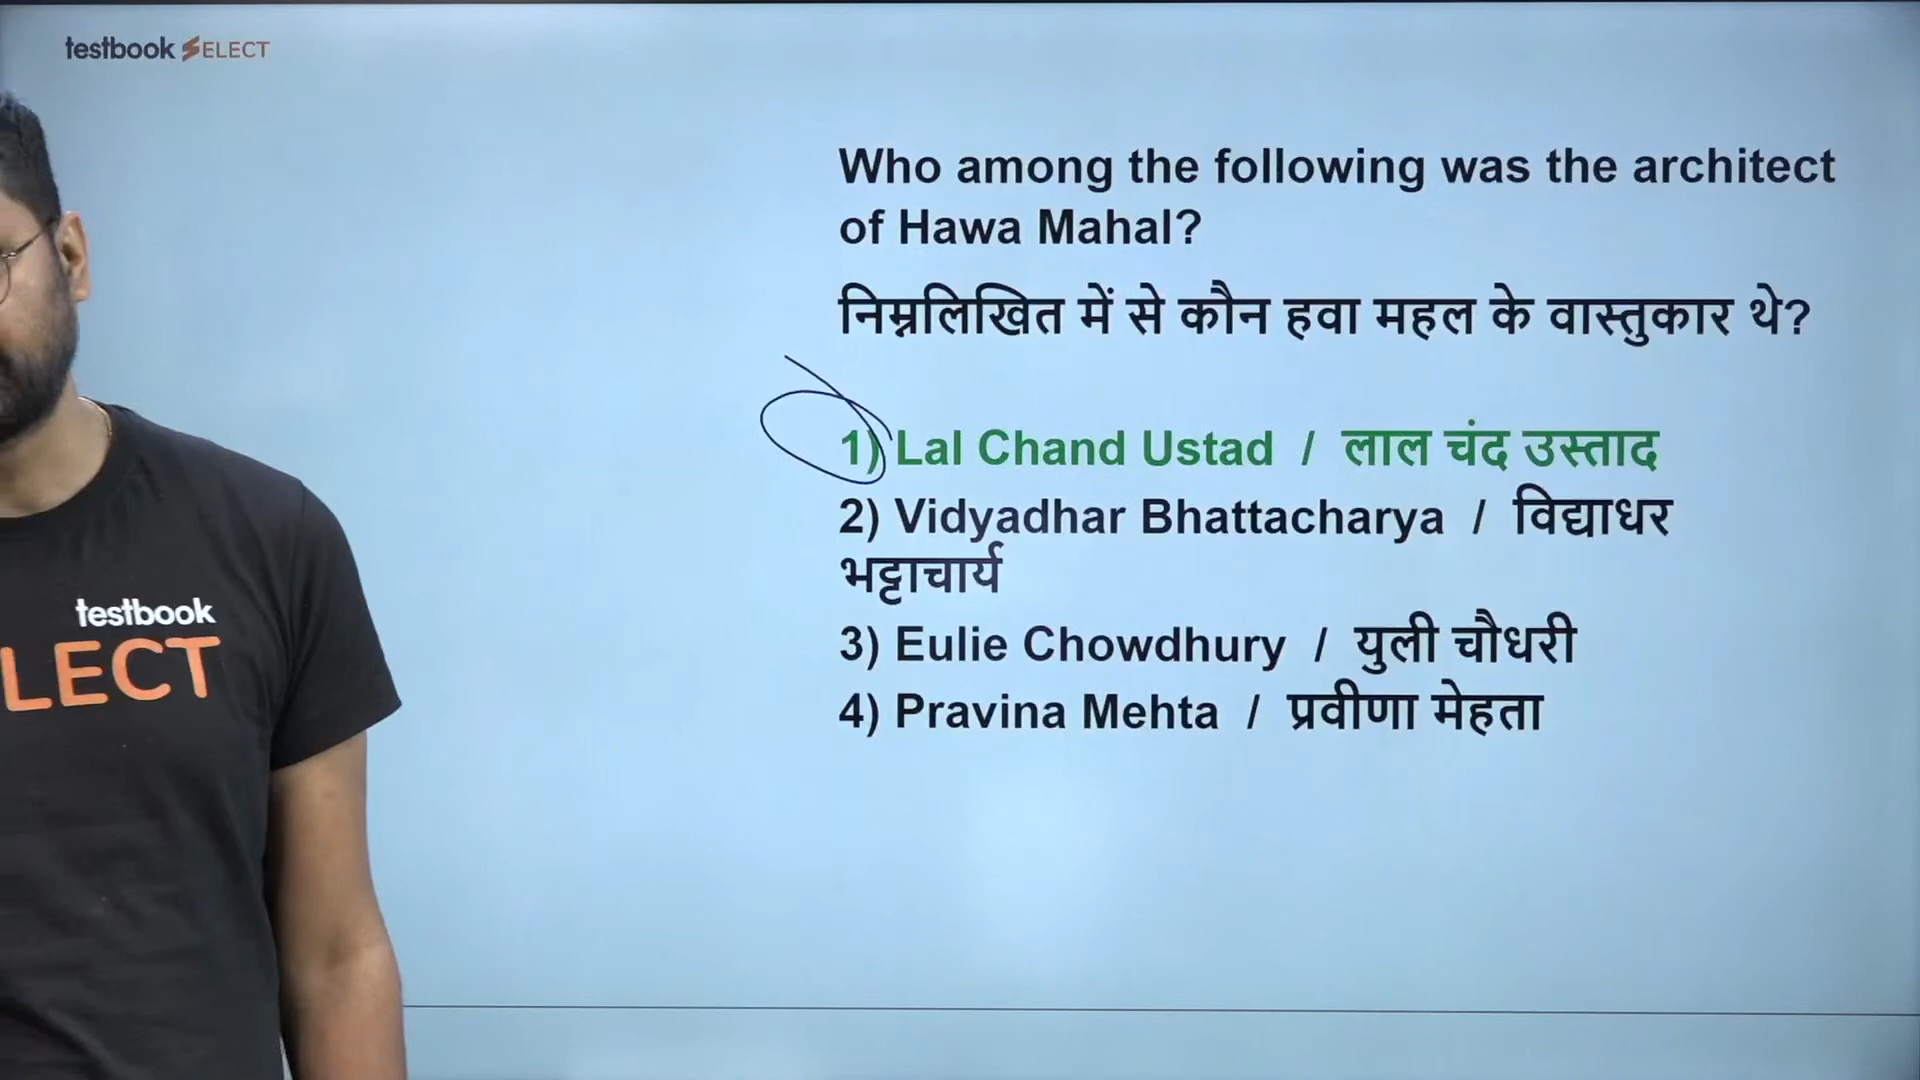 testbook SELECT
Who among the following was the architect
of Hawa Mahal?
निम्नलिखित में से कौन हवा महल के वास्तुकार थे?
1) Lal Chand Ustad / लाल चंद उस्ताद
2) Vidyadhar Bhattacharya / विद्याधर
भट्टाचार्य
3) Eulie Chowdhury / युली चौधरी
4) Pravina Mehta / प्रवीणा मेहता
testbook
LECT